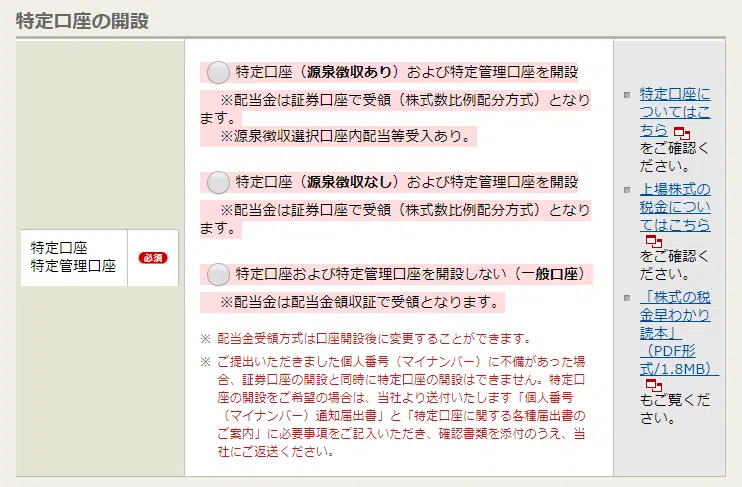 特定口座の開設
特定口座
特定管理口座
必須
特定口座（源泉徴収あり）および特定管理口座を開設
※配当金は証券口座で受領（株式数比例配分方式）となり
ます。
※源泉徴収選択口座内配当等受入あり。
特定口座（源泉徴収なし）および特定管理口座を開設
※配当金は証券口座で受領（株式数比例配分方式）となり
ます。
特定口座および特定管理口座を開設しない（一般口座）
※配当金は配当金領収証で受領となります。
※ 配当金受領方式は口座開設後に変更することができます。
※ ご提出いただきました個人番号（マイナンバー）に不備があった場
合、証券口座の開設と同時に特定口座の開設はできません。特定口
座の開設をご希望の場合は、当社より送付いたします「個人番号
（マイナンバー）通知届出書」と「特定口座に関する各種届出書の
ご案内」に必要事項をご記入いただき、確認書類を添付のうえ、当
社にご返送ください。
特定口座に
ついてはこ
ちら
をご確認く
ださい。
上場株式の
税金につい
てはこちら
をご確認く
ださい。
「株式の税
金早わかり
読本」
（PDF形
式/1.8MB）
もご覧くだ
さい。